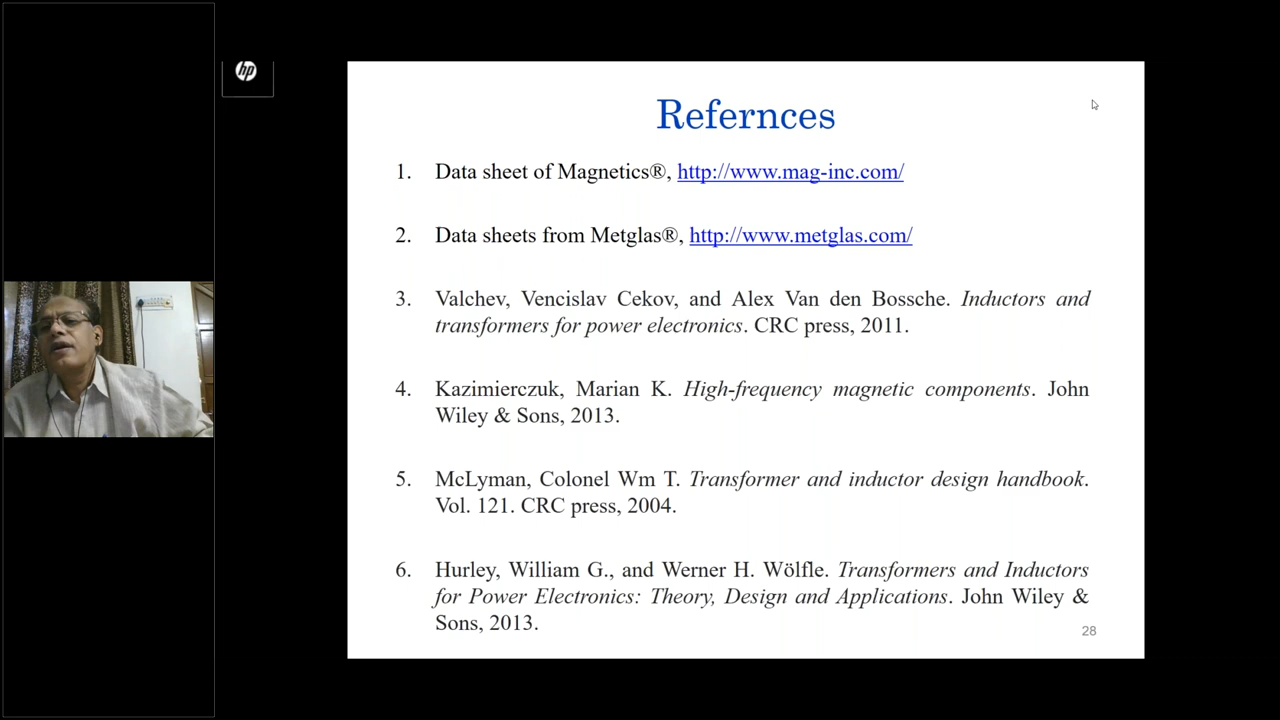 hp
Refernces
1. Data sheet of Magnetics®, http://www.mag-inc.com/
2. Data sheets from Metglas®, http://www.metglas.com/
3. Valchev, Vencislav Cekov, and Alex Van den Bossche. Inductors and
transformers for power electronics. CRC press, 2011.
4. Kazimierczuk, Marian K. High-frequency magnetic components. John
Wiley & Sons, 2013.
5. McLyman, Colonel Wm T. Transformer and inductor design handbook.
Vol. 121. CRC press, 2004.
6. Hurley, William G., and Werner H. Wölfle. Transformers and Inductors
for Power Electronics: Theory, Design and Applications. John Wiley &
Sons, 2013.
28